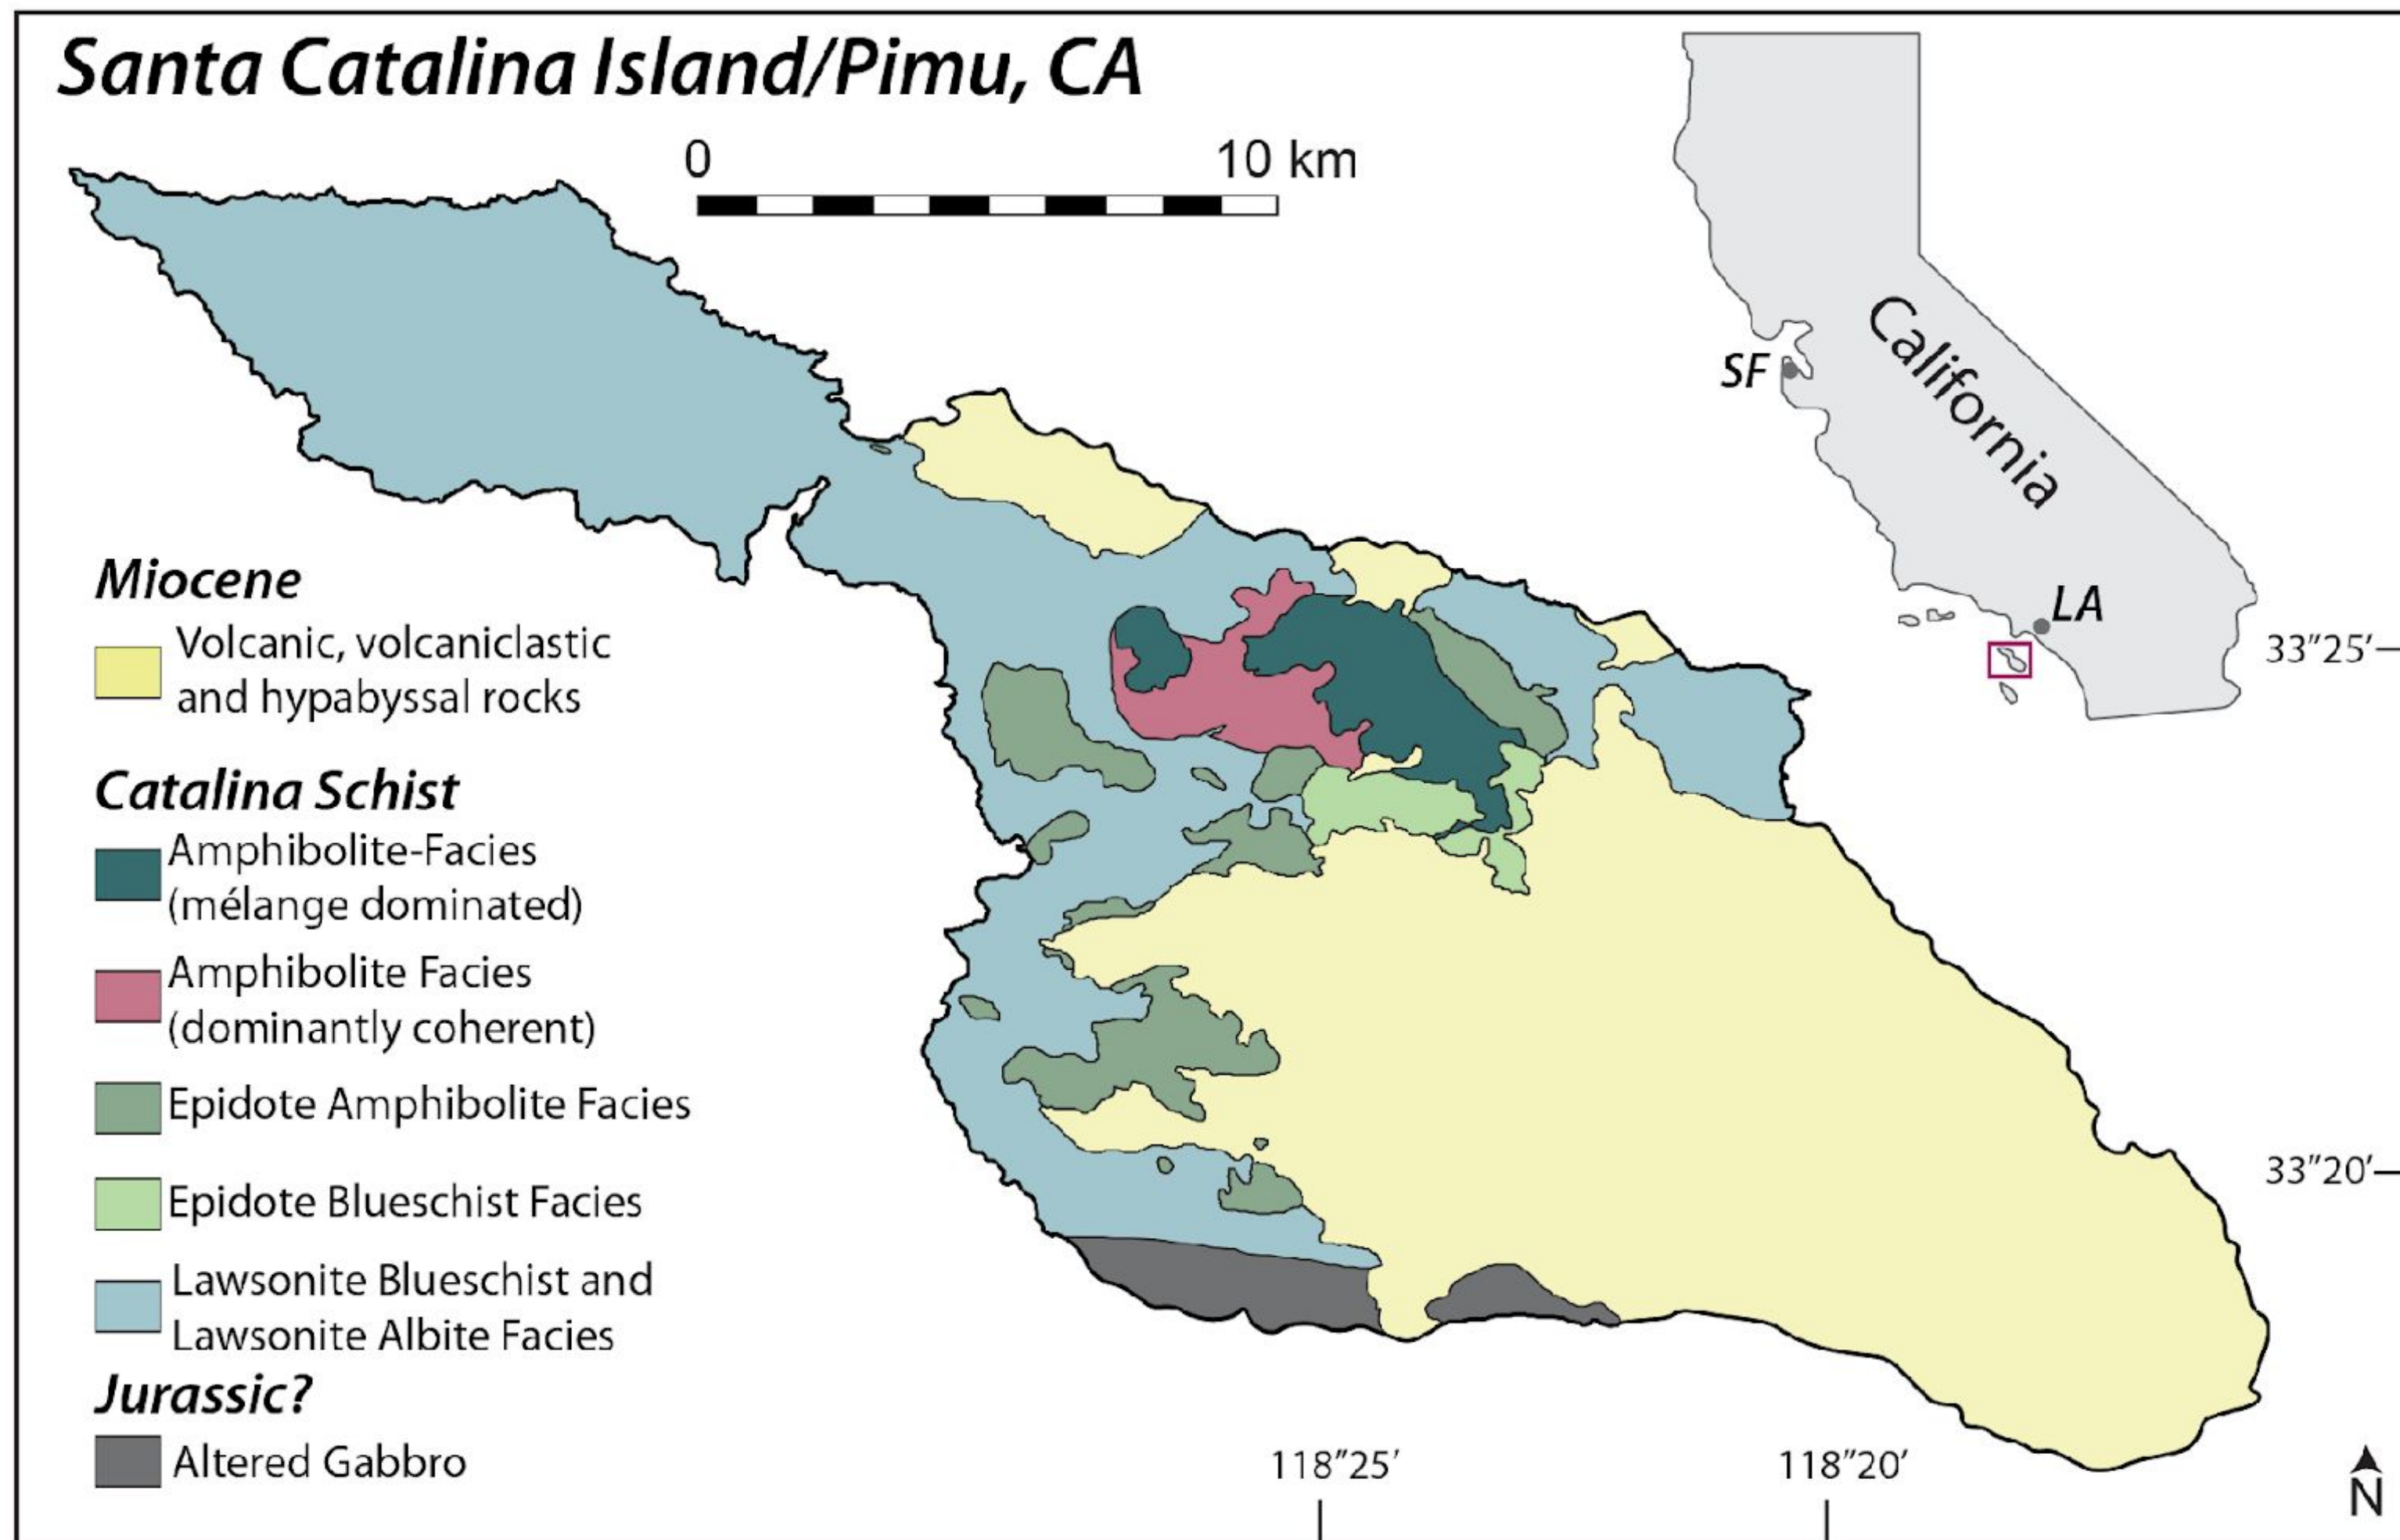 Santa Catalina Island/Pimu, CA
0 10 km
California
SF
LA
33"25'
33"20'
118"25'
118"20'
N
Miocene
Volcanic, volcaniclastic
and hypabyssal rocks
Catalina Schist
Amphibolite-Facies
(mélange dominated)
Amphibolite Facies
(dominantly coherent)
Epidote Amphibolite Facies
Epidote Blueschist Facies
Lawsonite Blueschist and
Lawsonite Albite Facies
Jurassic?
Altered Gabbro